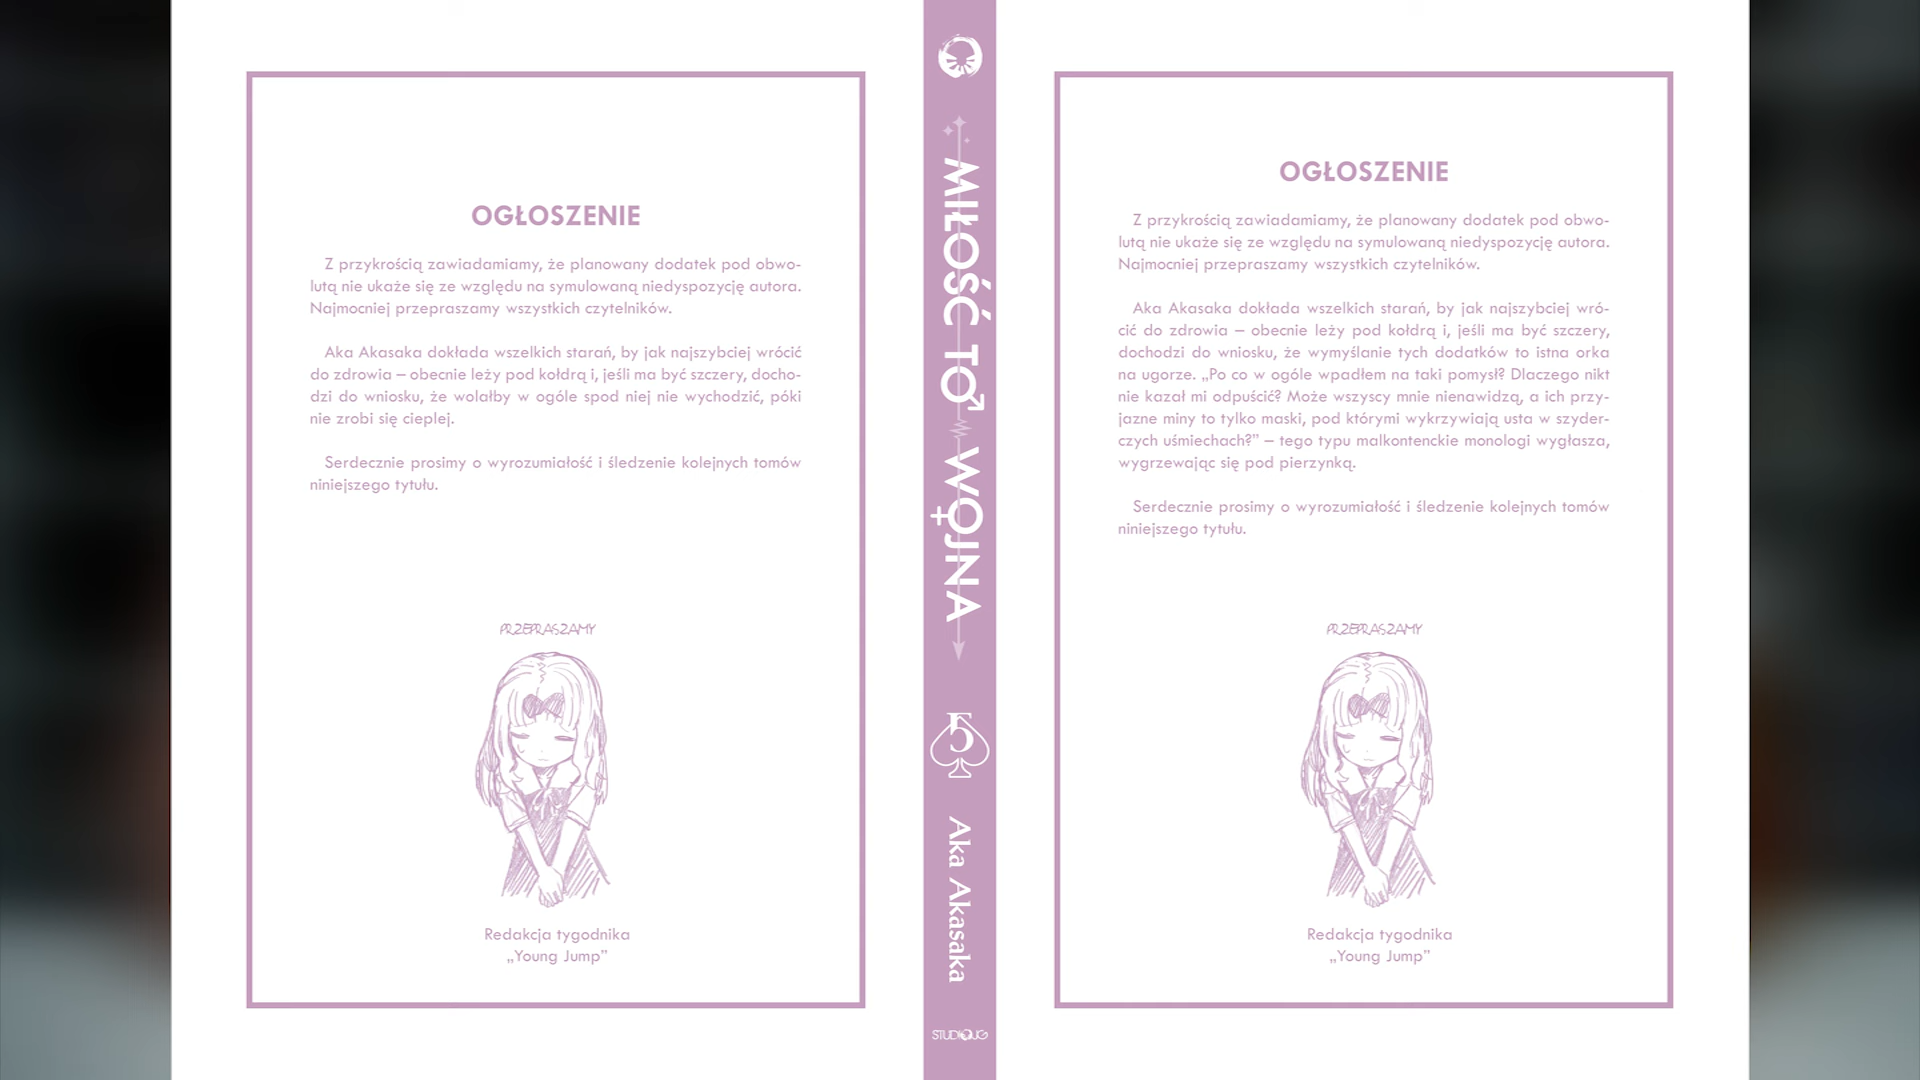 OGŁOSZENIE
Z przykrością zawiadamiamy, że planowany dodatek pod obwo-
lutą nie ukaże się ze względu na symulowaną niedyspozycję autora.
Najmocniej przepraszamy wszystkich czytelników.
Aka Akasaka dokłada wszelkich starań, by jak najszybciej wrócić
do zdrowia – obecnie leży pod kołdrą i, jeśli ma być szczery, docho-
dzi do wniosku, że wolałby w ogóle spod niej nie wychodzić, póki
nie zrobi się cieplej.
Serdecznie prosimy o wyrozumiałość i śledzenie kolejnych tomów
niniejszego tytułu.
PRZEPRASZAMY
Redakcja tygodnika
„Young Jump”
MIŁOŚĆ TO WOJNA
5
Aka Akasaka
STUDIO JG
OGŁOSZENIE
Z przykrością zawiadamiamy, że planowany dodatek pod obwo-
lutą nie ukaże się ze względu na symulowaną niedyspozycję autora.
Najmocniej przepraszamy wszystkich czytelników.
Aka Akasaka dokłada wszelkich starań, by jak najszybciej wró-
cić do zdrowia – obecnie leży pod kołdrą i, jeśli ma być szczery,
dochodzi do wniosku, że wymyślanie tych dodatków to istna orka
na ugorze. „Po co w ogóle wpadłem na taki pomysł? Dlaczego nikt
nie kazał mi odpuścić? Może wszyscy mnie nienawidzą, a ich przy-
jazne miny to tylko maski, pod którymi wykrzywiają usta w szyder-
czych uśmiechach?” – tego typu malkontenckie monologi wygłasza,
wygrzewając się pod pierzynką.
Serdecznie prosimy o wyrozumiałość i śledzenie kolejnych tomów
niniejszego tytułu.
PRZEPRASZAMY
Redakcja tygodnika
„Young Jump”